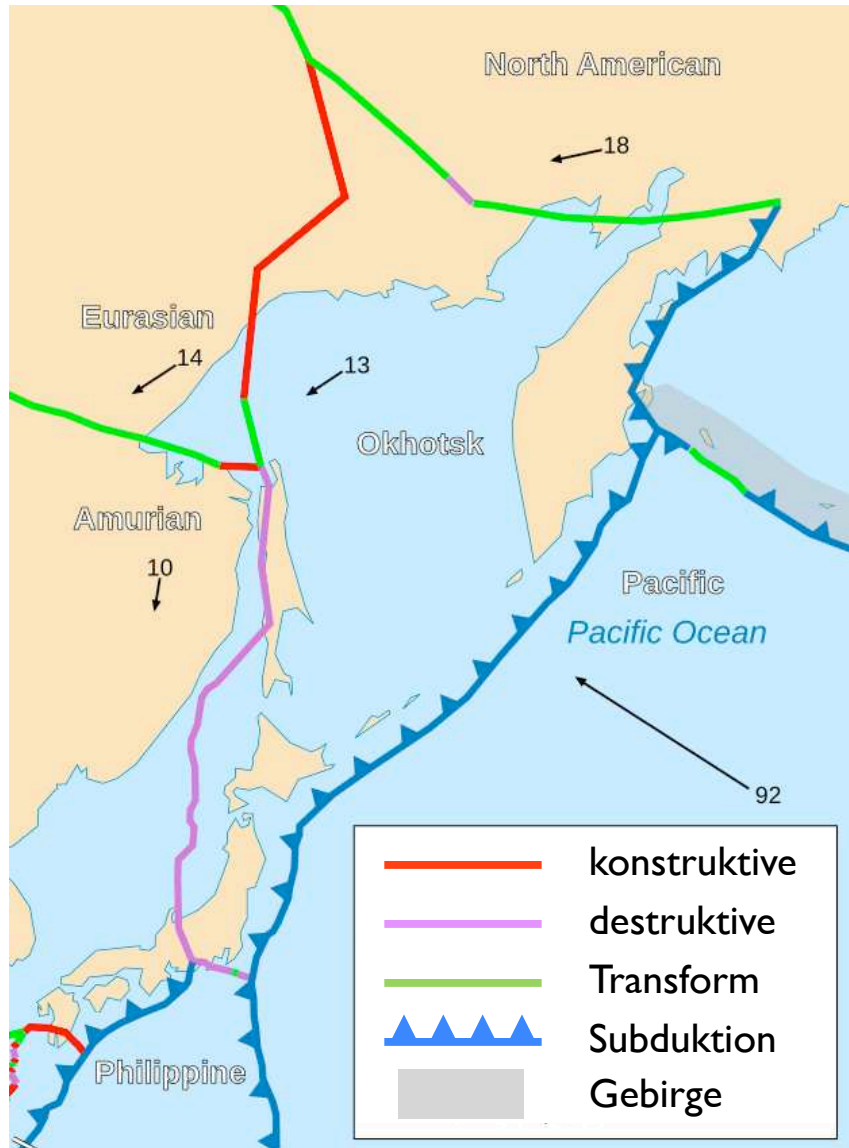 North American
18
Eurasian
14
13
Okhotsk
Amurian
10
Pacific
Pacific Ocean
92
konstruktive
destruktive
Transform
Subduktion
Gebirge
Philippine